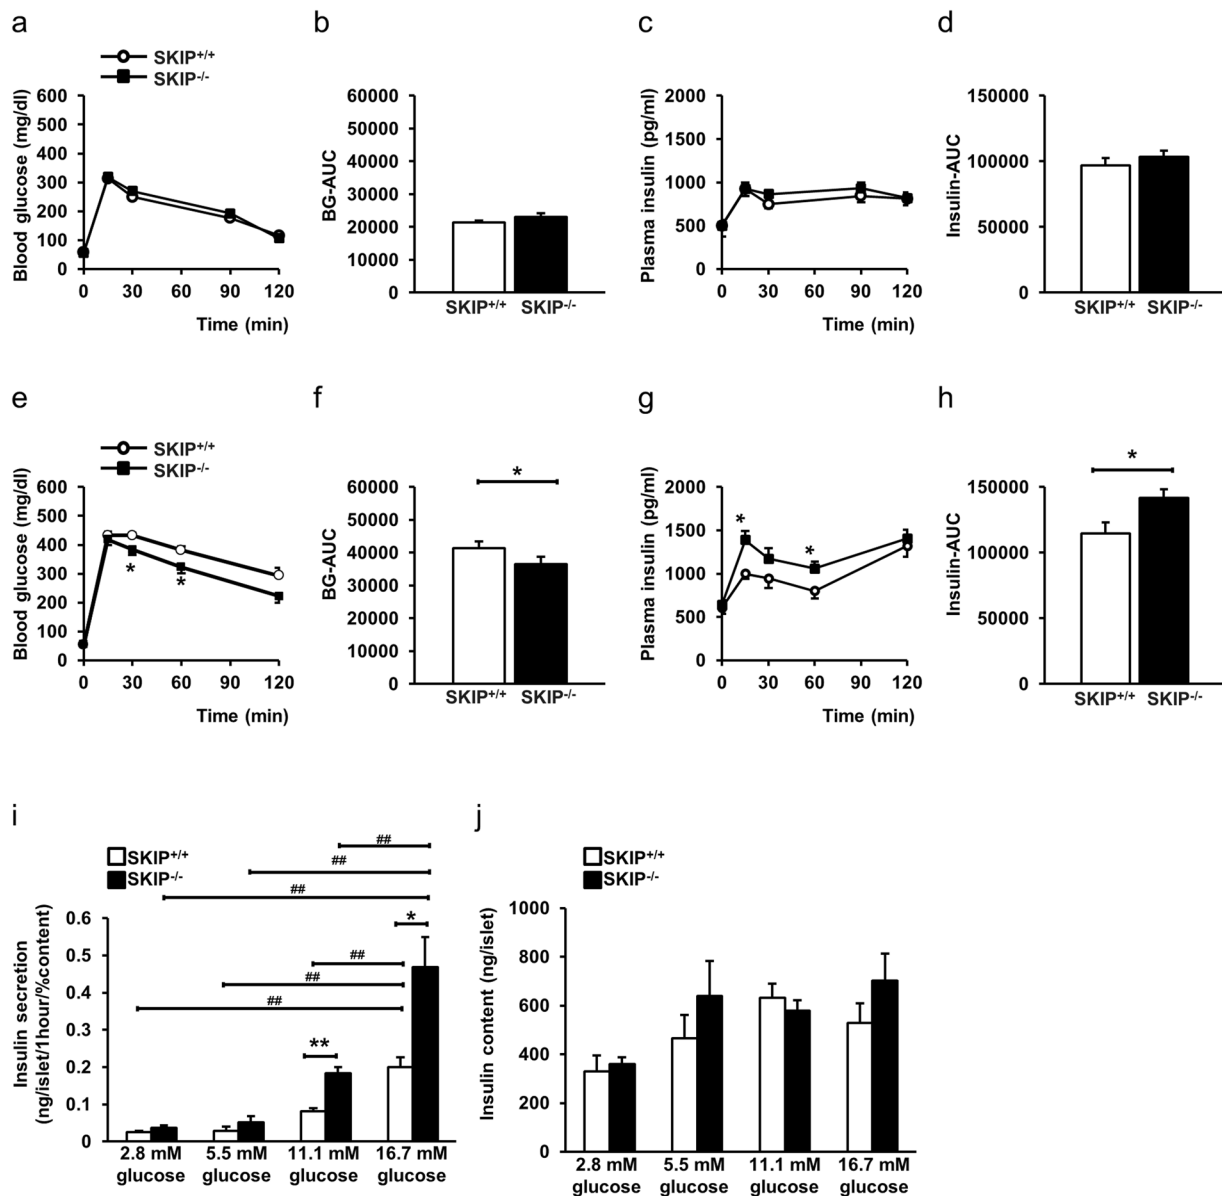 a
SKIP+/+
SKIP-/-
Blood glucose (mg/dl)
600
500
400
300
200
100
0
0 30 60 90 120
Time (min)
b
BG-AUC
60000
50000
40000
30000
20000
10000
0
SKIP+/+ SKIP-/-
c
Plasma insulin (pg/ml)
2000
1500
1000
500
0
0 30 60 90 120
Time (min)
d
Insulin-AUC
150000
100000
50000
0
SKIP+/+ SKIP-/-
e
SKIP+/+
SKIP-/-
Blood glucose (mg/dl)
600
500
400
300
200
100
0
* *
0 30 60 90 120
Time (min)
f
BG-AUC
*
60000
50000
40000
30000
20000
10000
0
SKIP+/+ SKIP-/-
g
Plasma insulin (pg/ml)
2000
1500
1000
500
0
* *
0 30 60 90 120
Time (min)
h
Insulin-AUC
*
150000
100000
50000
0
SKIP+/+ SKIP-/-
i
SKIP+/+
SKIP-/-
##
##
##
Insulin secretion
(ng/islet/1hour/%content)
0.6
0.5
0.4
0.3
0.2
0.1
0
*
##
##
##
**
2.8 mM 5.5 mM 11.1 mM 16.7 mM
glucose glucose glucose glucose
j
SKIP+/+
SKIP-/-
Insulin content (ng/islet)
1000
800
600
400
200
0
2.8 mM 5.5 mM 11.1 mM 16.7 mM
glucose glucose glucose glucose